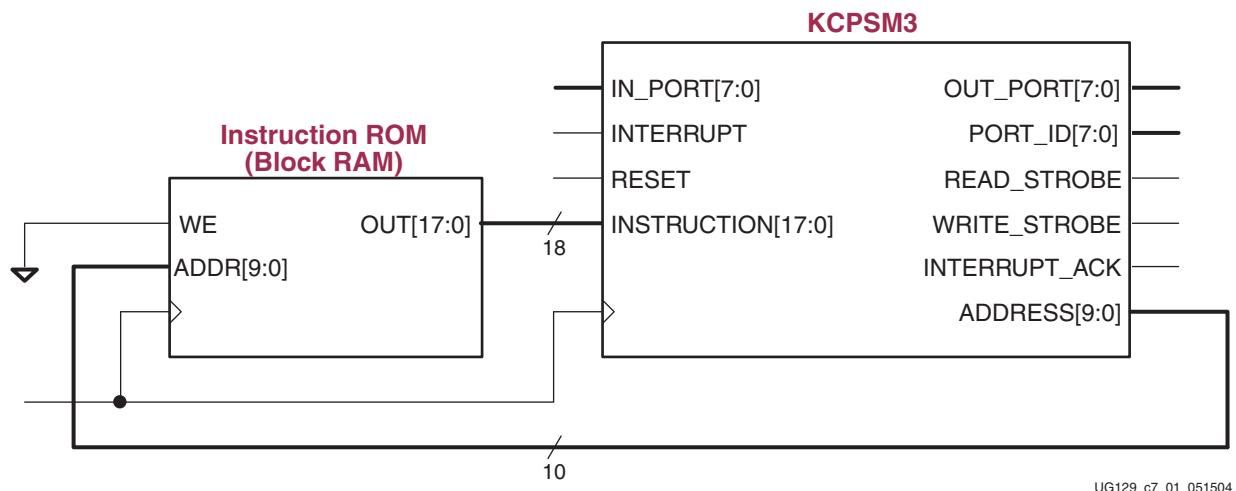 KCPSM3
Instruction ROM
(Block RAM)
WE
OUT[17:0]
ADDR[9:0]
18
IN_PORT[7:0]
OUT_PORT[7:0]
INTERRUPT
PORT_ID[7:0]
RESET
READ_STROBE
INSTRUCTION[17:0]
WRITE_STROBE
INTERRUPT_ACK
ADDRESS[9:0]
10
UG129_c7_01_051504